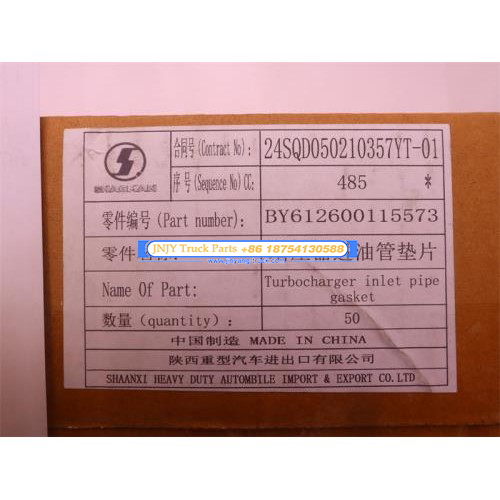 合同号(Contract No): 24SQD050210357YT-01
序号(Sequence No)CC: 485 *
零件编号(Part number): BY612600115573
JNJY Truck Parts +86 18754130588
油管垫片
Name Of Part: Turbocharger inlet pipe
gasket
数量(quantity): 50
中国制造 MADE IN CHINA
陕西重型汽车进出口有限公司
SHAANXI HEAVY DUTY AUTOMBILE IMPORT & EXPORT CO.LTD